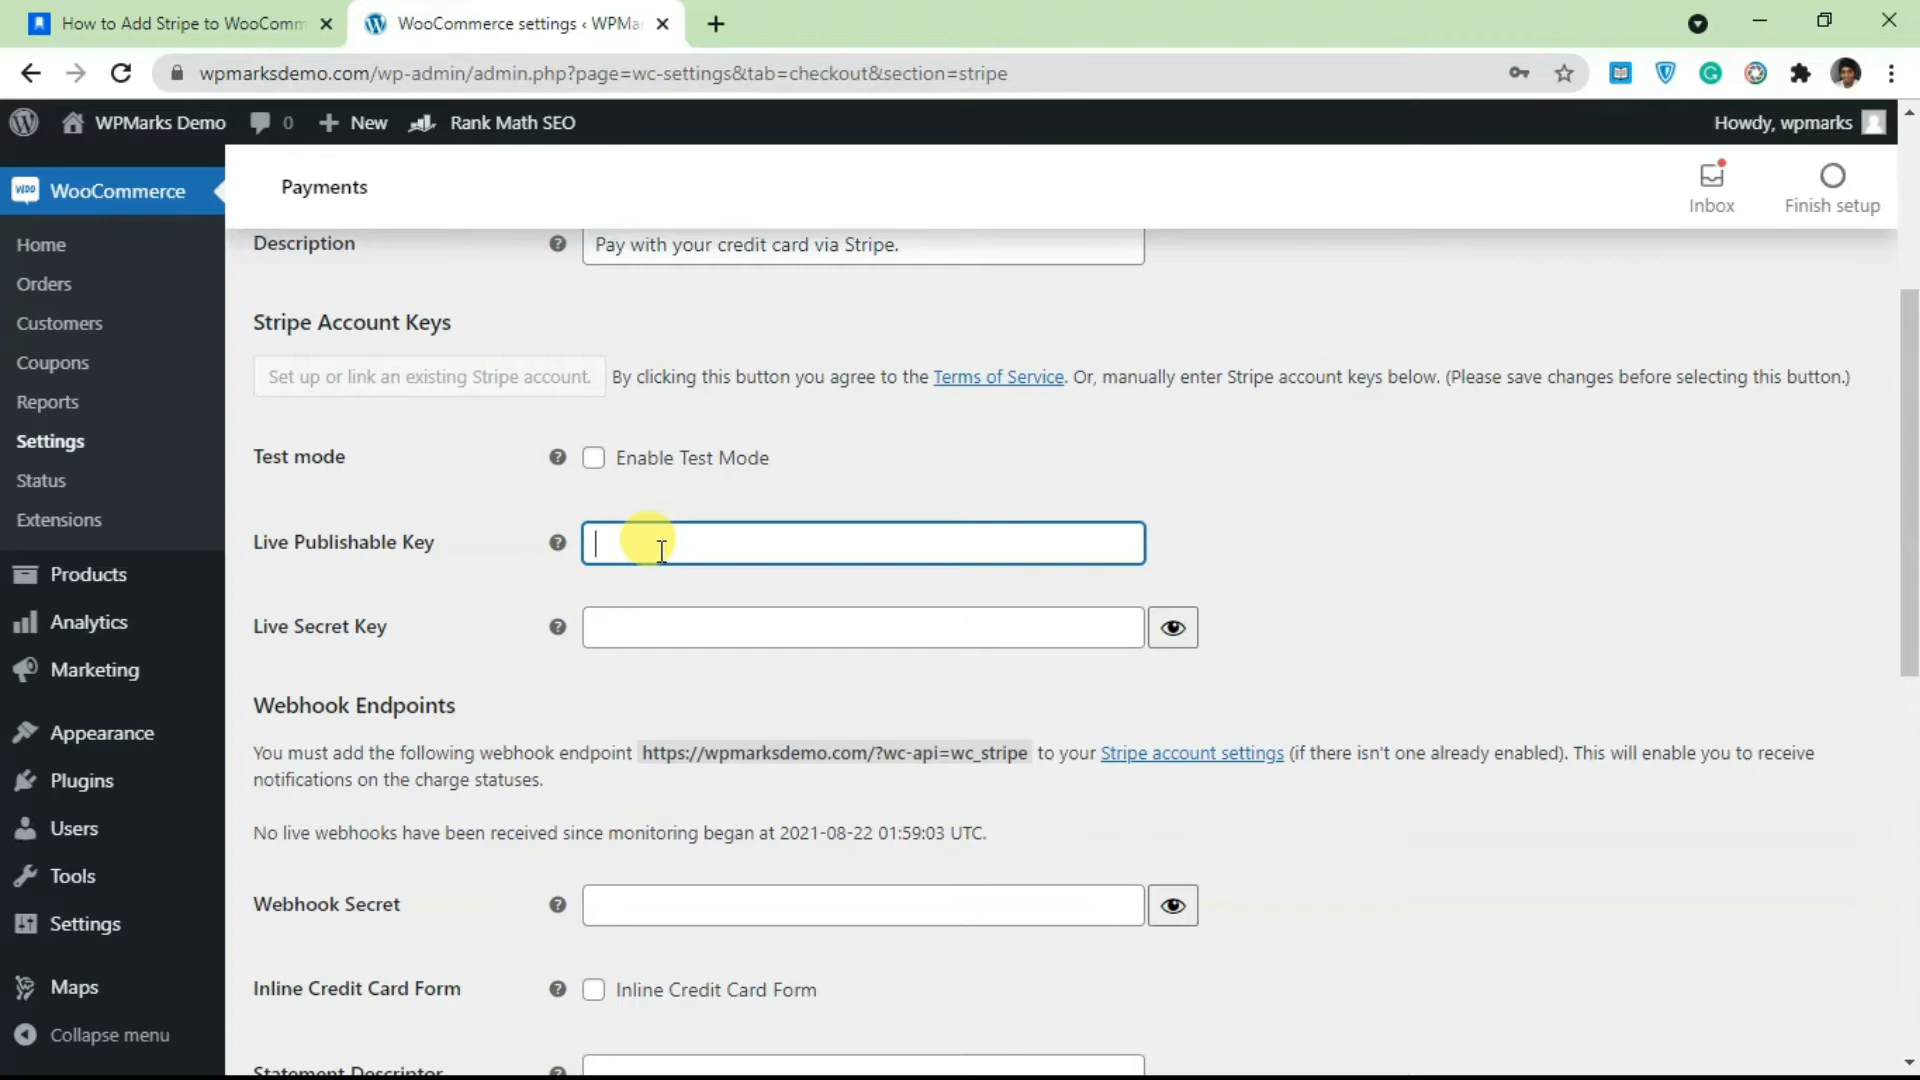 How to Add Stripe to WooComm
WooCommerce settings ‹ WPMa
wpmarksdemo.com/wp-admin/admin.php?page=wc-settings&tab=checkout&section=stripe
WPMarks Demo
0
New
Rank Math SEO
Howdy, wpmarks
WooCommerce
Payments
Inbox
Finish setup
Home
Orders
Customers
Coupons
Reports
Settings
Status
Extensions
Products
Analytics
Marketing
Appearance
Plugins
Users
Tools
Settings
Maps
Collapse menu
Description
Pay with your credit card via Stripe.
Stripe Account Keys
Set up or link an existing Stripe account. By clicking this button you agree to the Terms of Service. Or, manually enter Stripe account keys below. (Please save changes before selecting this button.)
Test mode
Enable Test Mode
Live Publishable Key
Live Secret Key
Webhook Endpoints
You must add the following webhook endpoint https://wpmarksdemo.com/?wc-api=wc_stripe to your Stripe account settings (if there isn't one already enabled). This will enable you to receive
notifications on the charge statuses.
No live webhooks have been received since monitoring began at 2021-08-22 01:59:03 UTC.
Webhook Secret
Inline Credit Card Form
Inline Credit Card Form
Statement Descriptor